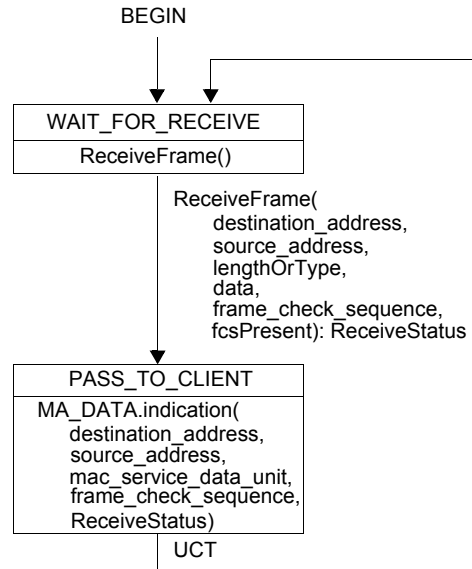 BEGIN
WAIT_FOR_RECEIVE
ReceiveFrame()
ReceiveFrame(
destination_address,
source_address,
lengthOrType,
data,
frame_check_sequence,
fcsPresent): ReceiveStatus
PASS_TO_CLIENT
MA_DATA.indication(
destination_address,
source_address,
mac_service_data_unit,
frame_check_sequence,
ReceiveStatus)
UCT